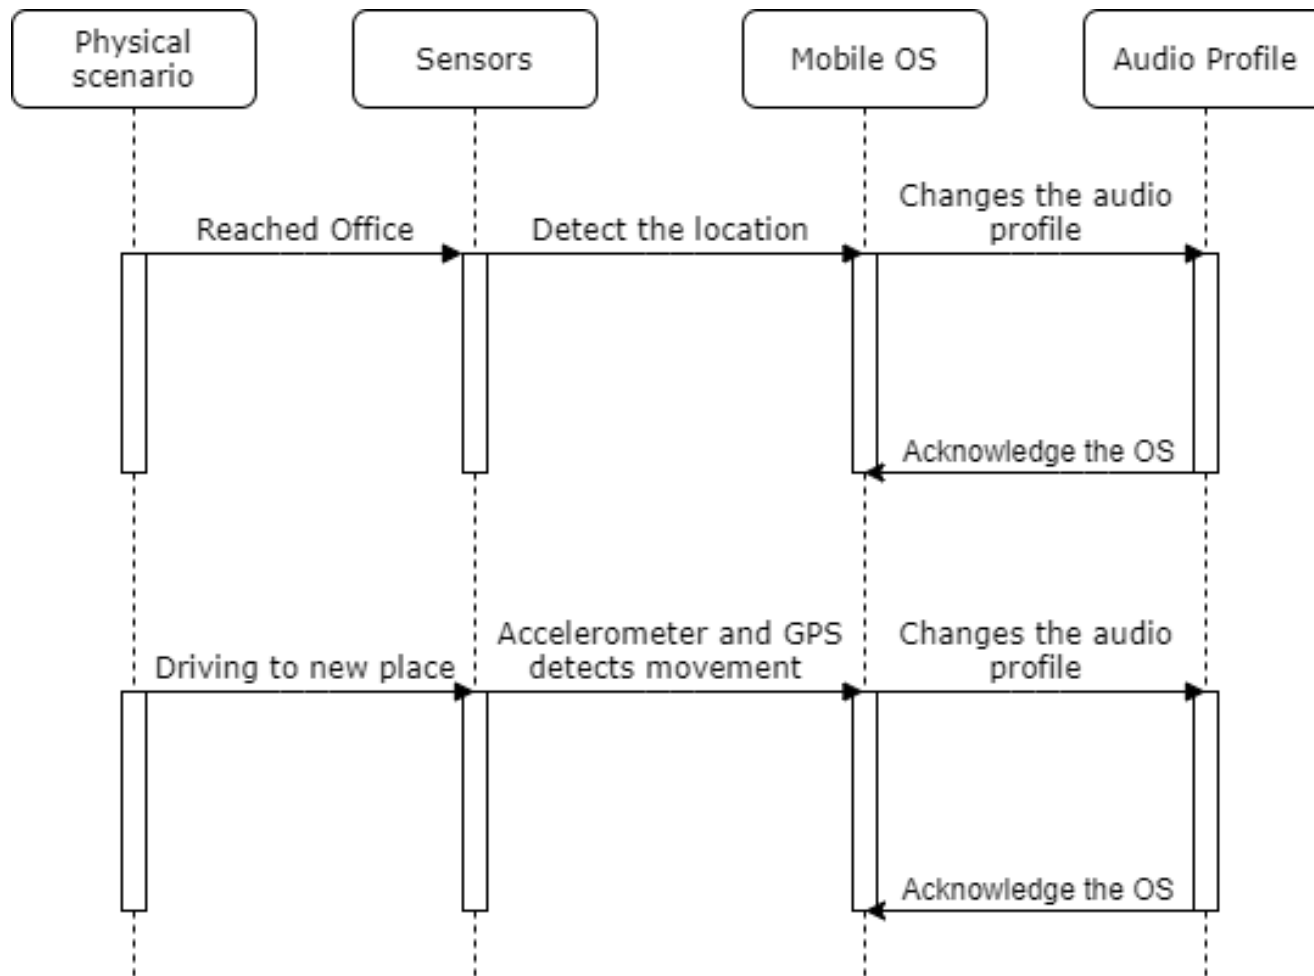 Physical
scenario
Sensors
Mobile OS
Audio Profile
Reached Office
Detect the location
Changes the audio
profile
Acknowledge the OS
Driving to new place
Accelerometer and GPS
detects movement
Changes the audio
profile
Acknowledge the OS